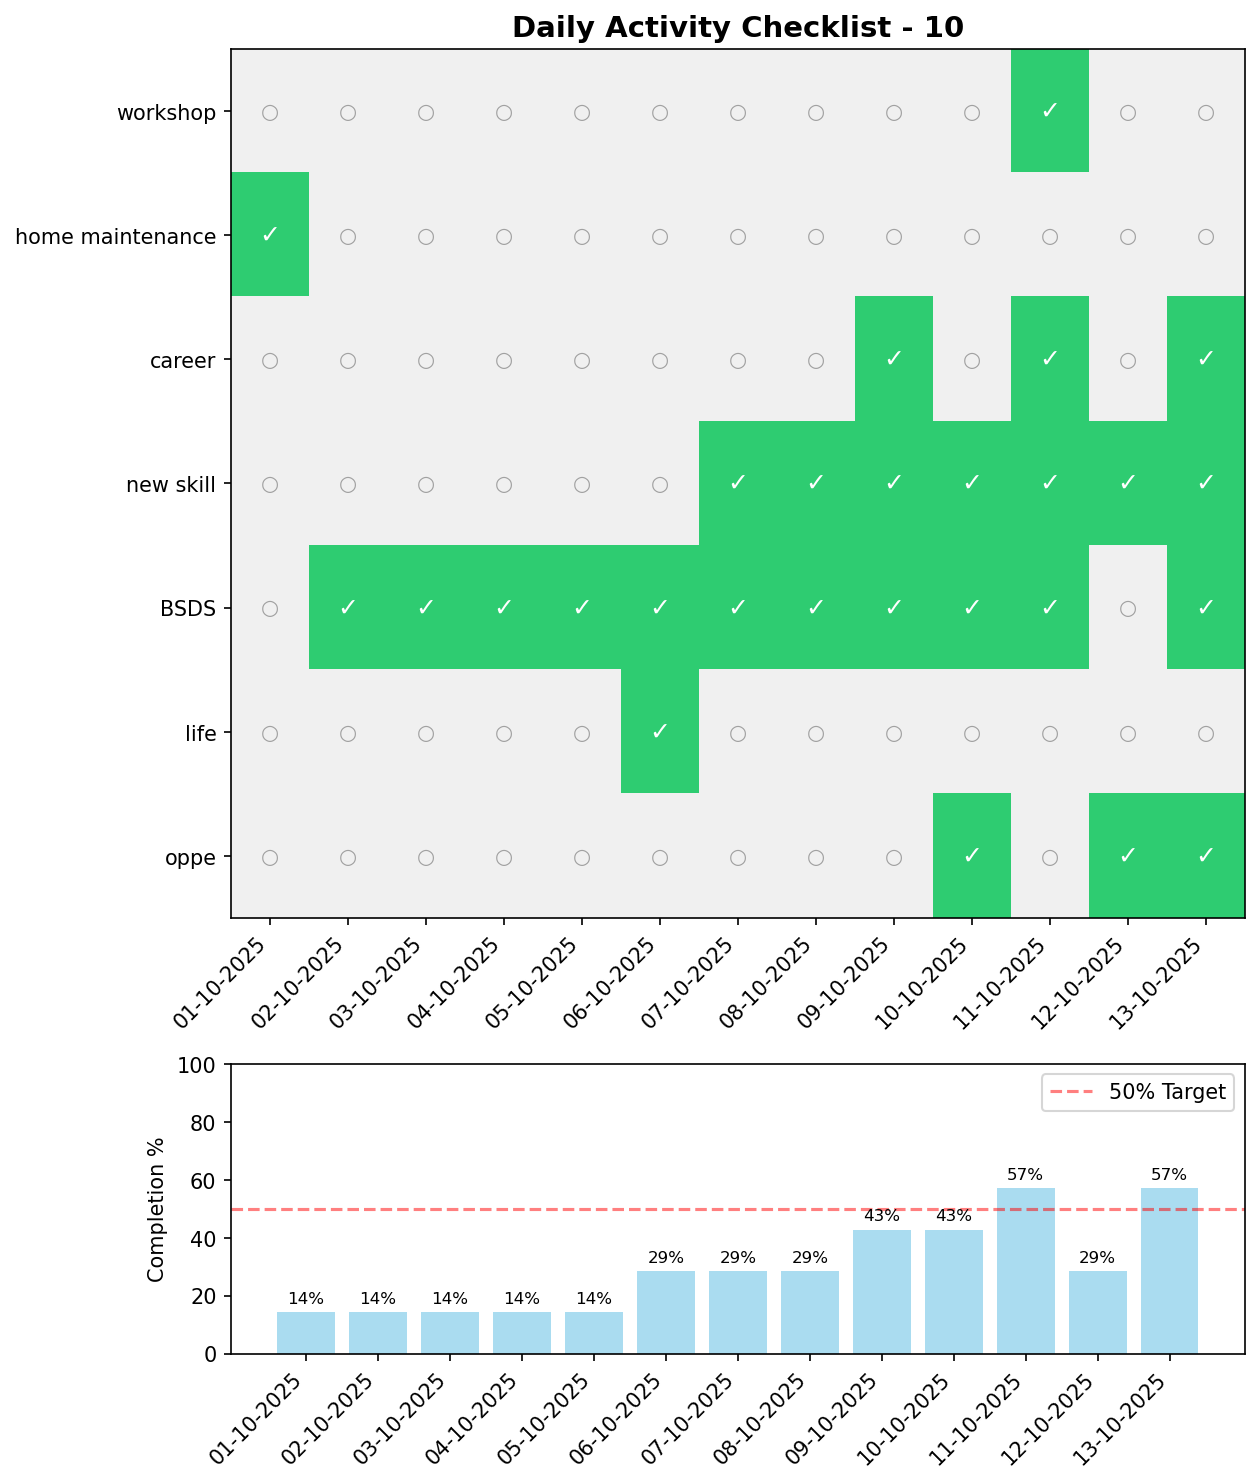 Daily Activity Checklist - 10
workshop ○ ○ ○ ○ ○ ○ ○ ○ ○ ○ ✓ ○ ○
home maintenance ✓ ○ ○ ○ ○ ○ ○ ○ ○ ○ ○ ○ ○
career ○ ○ ○ ○ ○ ○ ○ ○ ✓ ○ ✓ ○ ✓
new skill ○ ○ ○ ○ ○ ○ ✓ ✓ ✓ ✓ ✓ ✓ ✓
BSDS ○ ✓ ✓ ✓ ✓ ✓ ✓ ✓ ✓ ✓ ✓ ○ ✓
life ○ ○ ○ ○ ○ ✓ ○ ○ ○ ○ ○ ○ ○
oppe ○ ○ ○ ○ ○ ○ ○ ○ ○ ✓ ○ ✓ ✓
01-10-2025 02-10-2025 03-10-2025 04-10-2025 05-10-2025 06-10-2025 07-10-2025 08-10-2025 09-10-2025 10-10-2025 11-10-2025 12-10-2025 13-10-2025
Completion %
100
80
60
40
20
0
50% Target
14% 14% 14% 14% 14% 29% 29% 29% 43% 43% 57% 29% 57%
01-10-2025 02-10-2025 03-10-2025 04-10-2025 05-10-2025 06-10-2025 07-10-2025 08-10-2025 09-10-2025 10-10-2025 11-10-2025 12-10-2025 13-10-2025